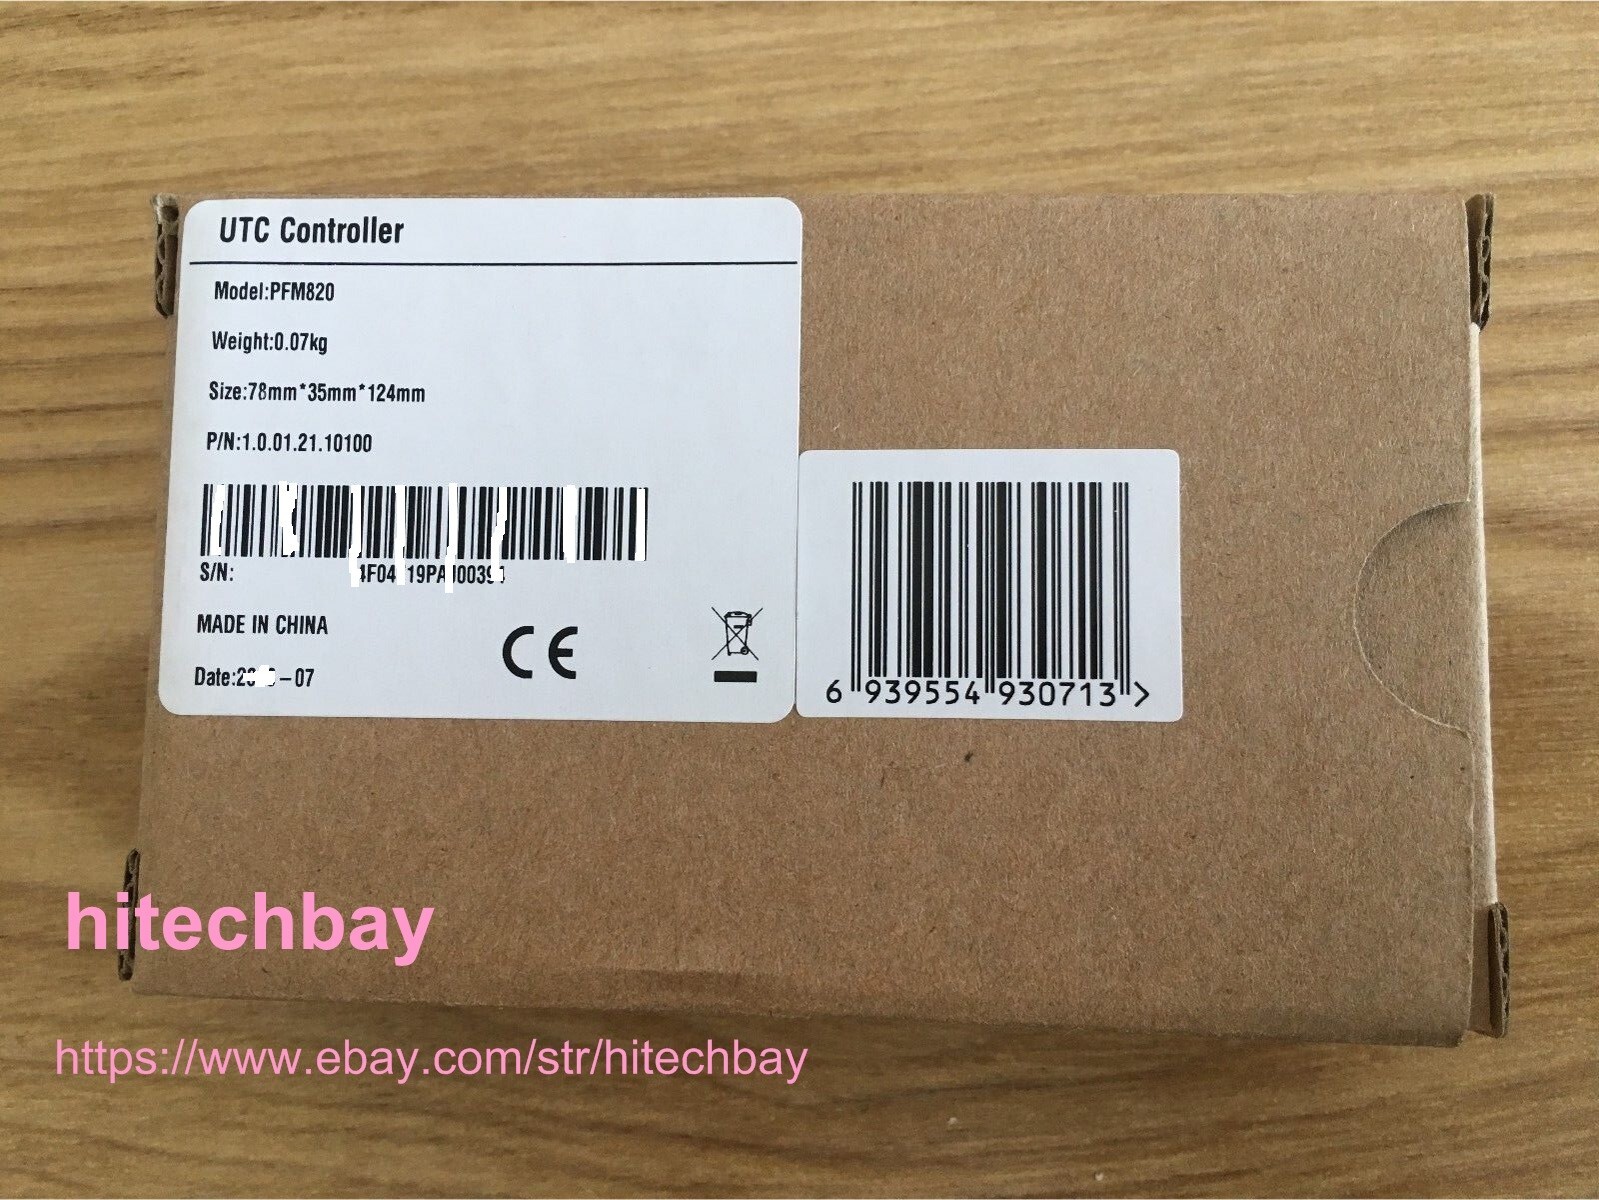 UTC Controller
Model:PFM820
Weight:0.07kg
Size:78mm*35mm*124mm
P/N:1.0.01.21.10100
S/N:
MADE IN CHINA
CE
Date:
-07
6 939554 930713 >
hitechbay
https://www.ebay.com/str/hitechbay